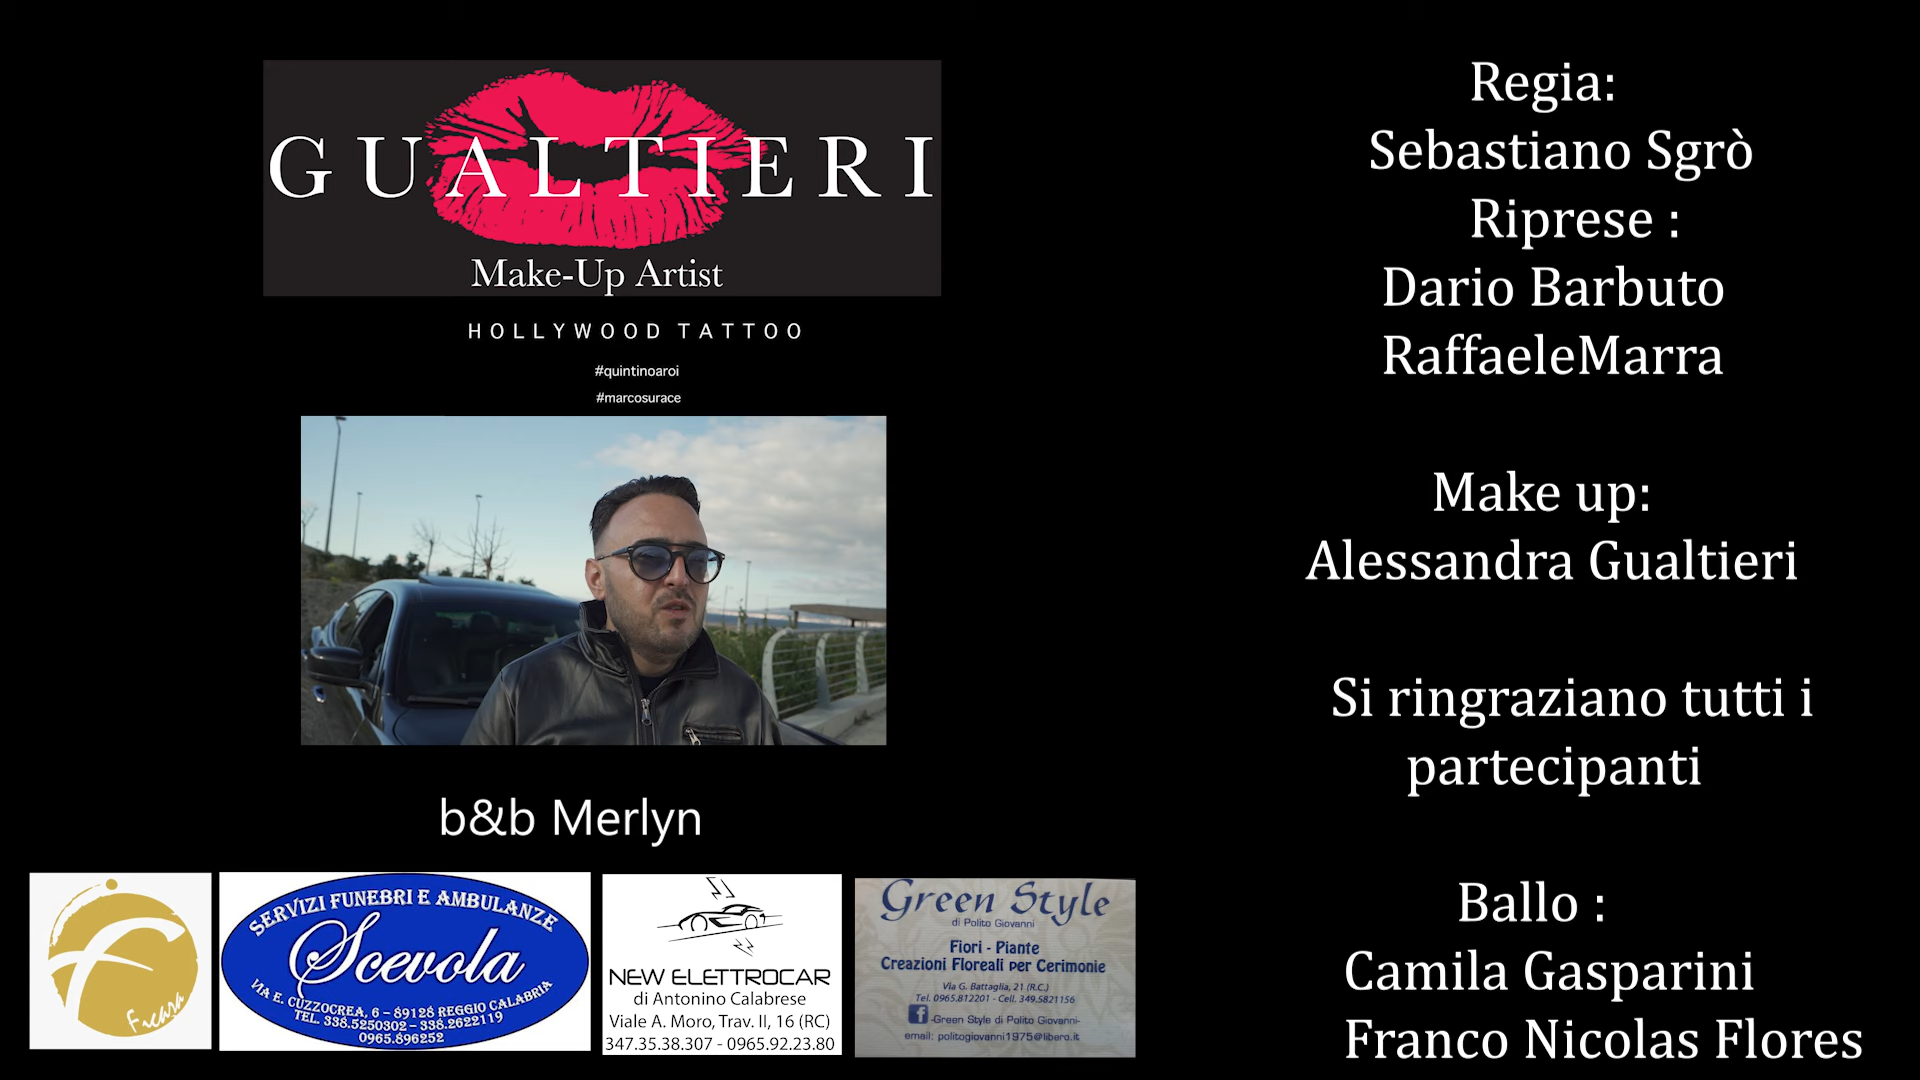 GUALTIERI
Make-Up Artist
HOLLYWOOD TATTOO
#quintinoaroi
#marcosurace
b&b Merlyn
Ficara
SERVIZI FUNEBRI E AMBULANZE
Scevola
VIA E. CUZZOCREA, 6 – 89128 REGGIO CALABRIA
TEL. 338.5250302 – 338.2622119
0965.896252
NEW ELETTROCAR
di Antonino Calabrese
Viale A. Moro, Trav. II, 16 (RC)
347.35.38.307 - 0965.92.23.80
Green Style
di Polito Giovanni
Fiori - Piante
Creazioni Floreali per Cerimonie
Via G. Battaglia, 21 (R.C.)
Tel. 0965.812201 - Cell. 349.5821156
f -Green Style di Polito Giovanni-
email: politogiovanni1975@libero.it
Regia:
Sebastiano Sgrò
Riprese :
Dario Barbuto
RaffaeleMarra
Make up:
Alessandra Gualtieri
Si ringraziano tutti i
partecipanti
Ballo :
Camila Gasparini
Franco Nicolas Flores